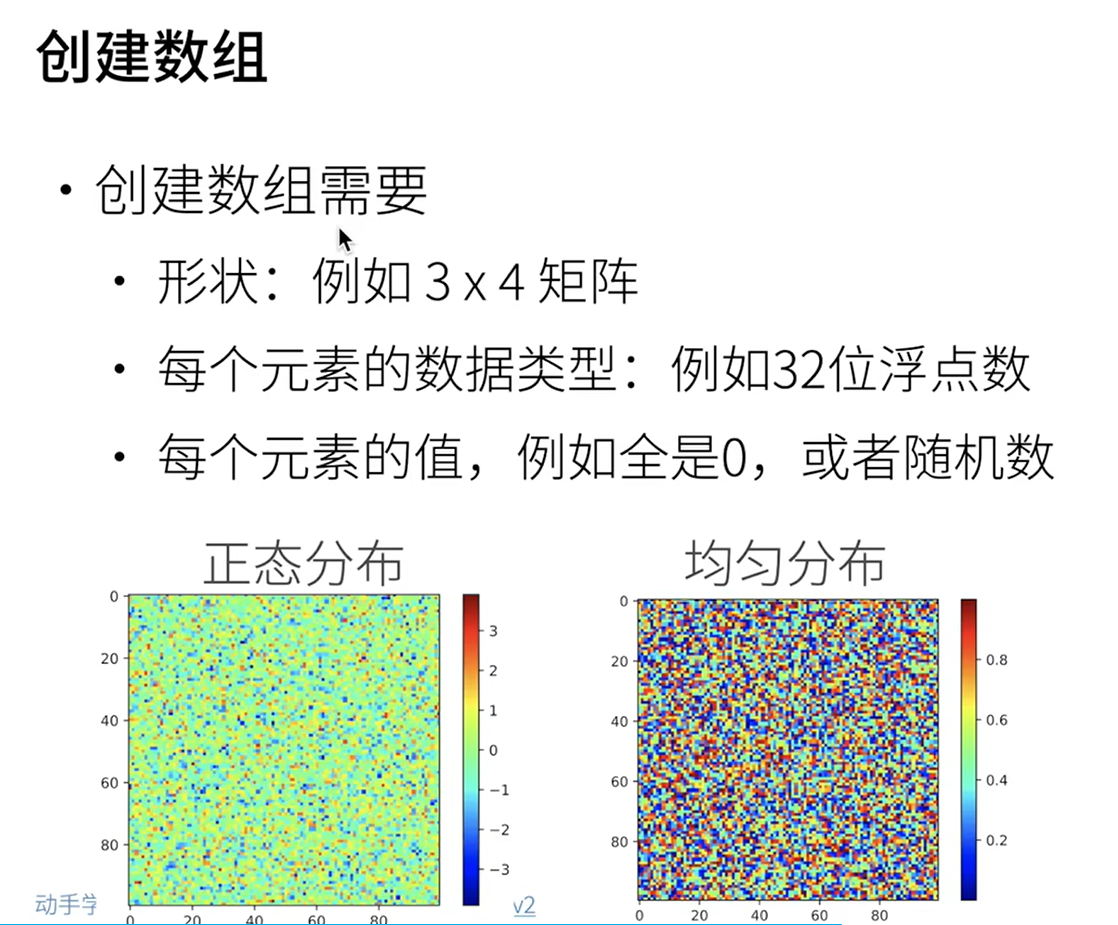 创建数组
• 创建数组需要
• 形状：例如 3 x 4 矩阵
• 每个元素的数据类型：例如32位浮点数
• 每个元素的值，例如全是0，或者随机数
正态分布
0
20
40
60
80
0 20 40 60 80
3
2
1
0
−1
−2
−3
均匀分布
0
20
40
60
80
0 20 40 60 80
0.8
0.6
0.4
0.2
动手学
v2